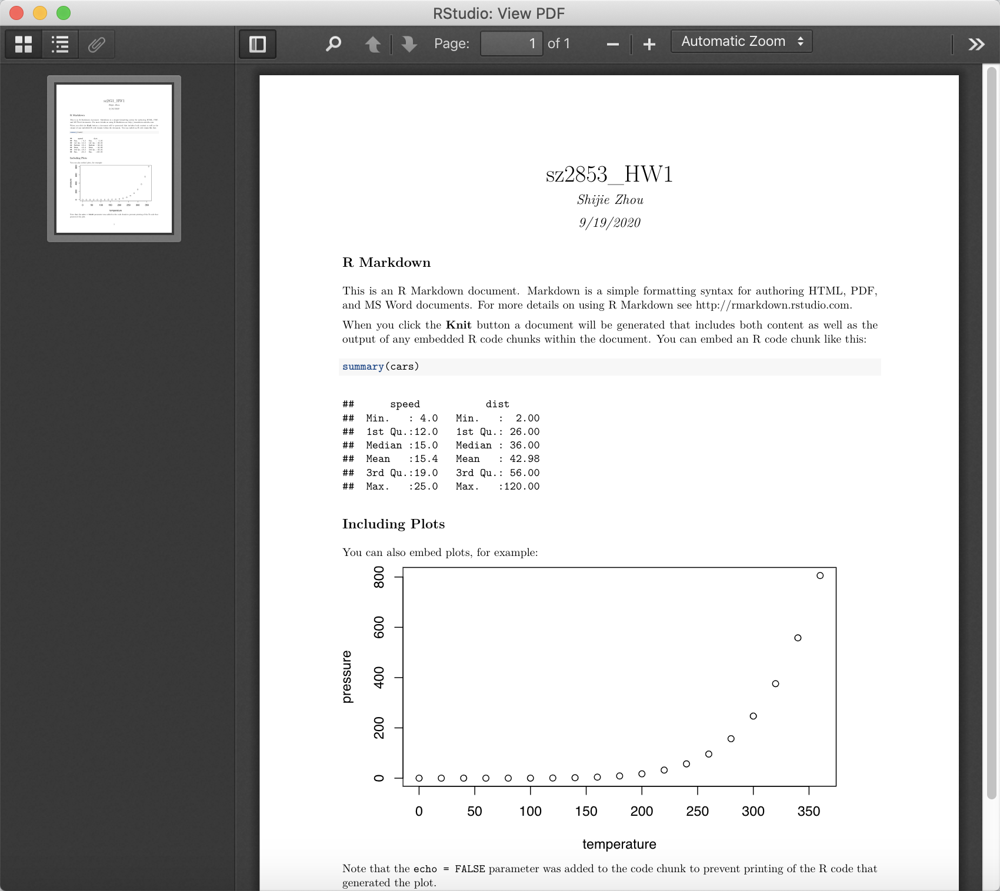 RStudio: View PDF
Page: 1 of 1 Automatic Zoom
sz2853_HW1
Shijie Zhou
9/19/2020
R Markdown
This is an R Markdown document. Markdown is a simple formatting syntax for authoring HTML, PDF,
and MS Word documents. For more details on using R Markdown see http://rmarkdown.rstudio.com.
When you click the Knit button a document will be generated that includes both content as well as the
output of any embedded R code chunks within the document. You can embed an R code chunk like this:
summary(cars)
##      speed           dist
##  Min.   : 4.0   Min.   :  2.00
##  1st Qu.:12.0   1st Qu.: 26.00
##  Median :15.0   Median : 36.00
##  Mean   :15.4   Mean   : 42.98
##  3rd Qu.:19.0   3rd Qu.: 56.00
##  Max.   :25.0   Max.   :120.00
Including Plots
You can also embed plots, for example:
800
600
400
200
0
pressure
0 50 100 150 200 250 300 350
temperature
Note that the echo = FALSE parameter was added to the code chunk to prevent printing of the R code that
generated the plot.